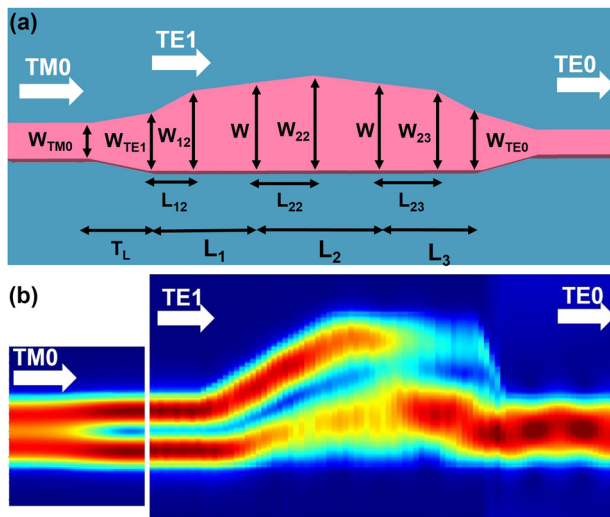 (a)
TM0
TE1
TE0
W_TM0
W_TE1
W_12
W
W_22
W
W_23
W_TE0
L_12
L_22
L_23
T_L
L_1
L_2
L_3
(b)
TE1
TE0
TM0